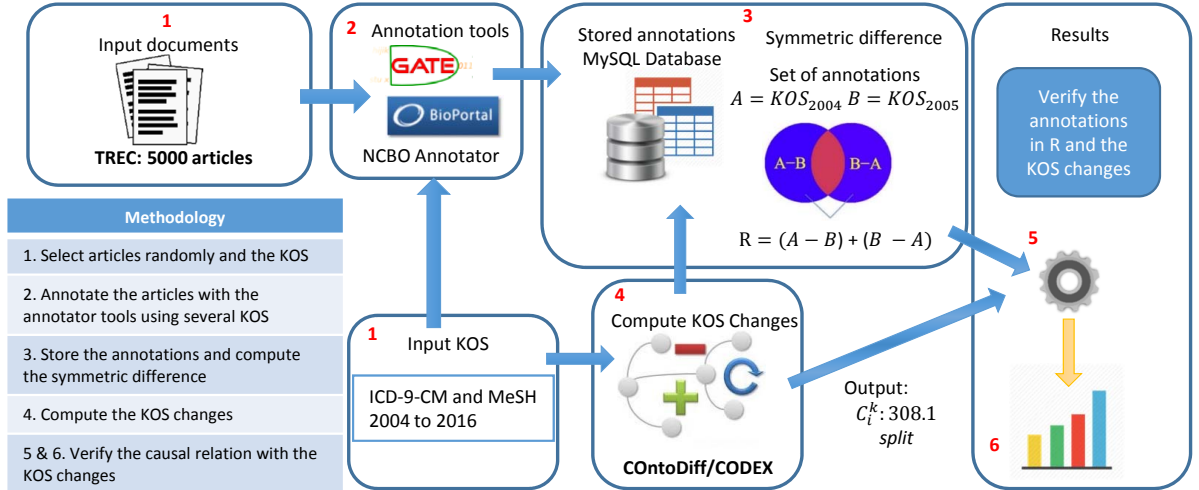 1
Input documents
TREC: 5000 articles
2
Annotation tools
GATE
BioPortal
NCBO Annotator
3
Stored annotations
MySQL Database
Symmetric difference
Set of annotations
A = KOS₂₀₀₄ B = KOS₂₀₀₅
A−B
B−A
R = (A − B) + (B − A)
Results
Verify the
annotations
in R and the
KOS changes
5
6
Methodology
1. Select articles randomly and the KOS
2. Annotate the articles with the
annotator tools using several KOS
3. Store the annotations and compute
the symmetric difference
4. Compute the KOS changes
5 & 6. Verify the causal relation with the
KOS changes
1
Input KOS
ICD-9-CM and MeSH
2004 to 2016
4
Compute KOS Changes
COntoDiff/CODEX
Output:
C_i^k: 308.1
split